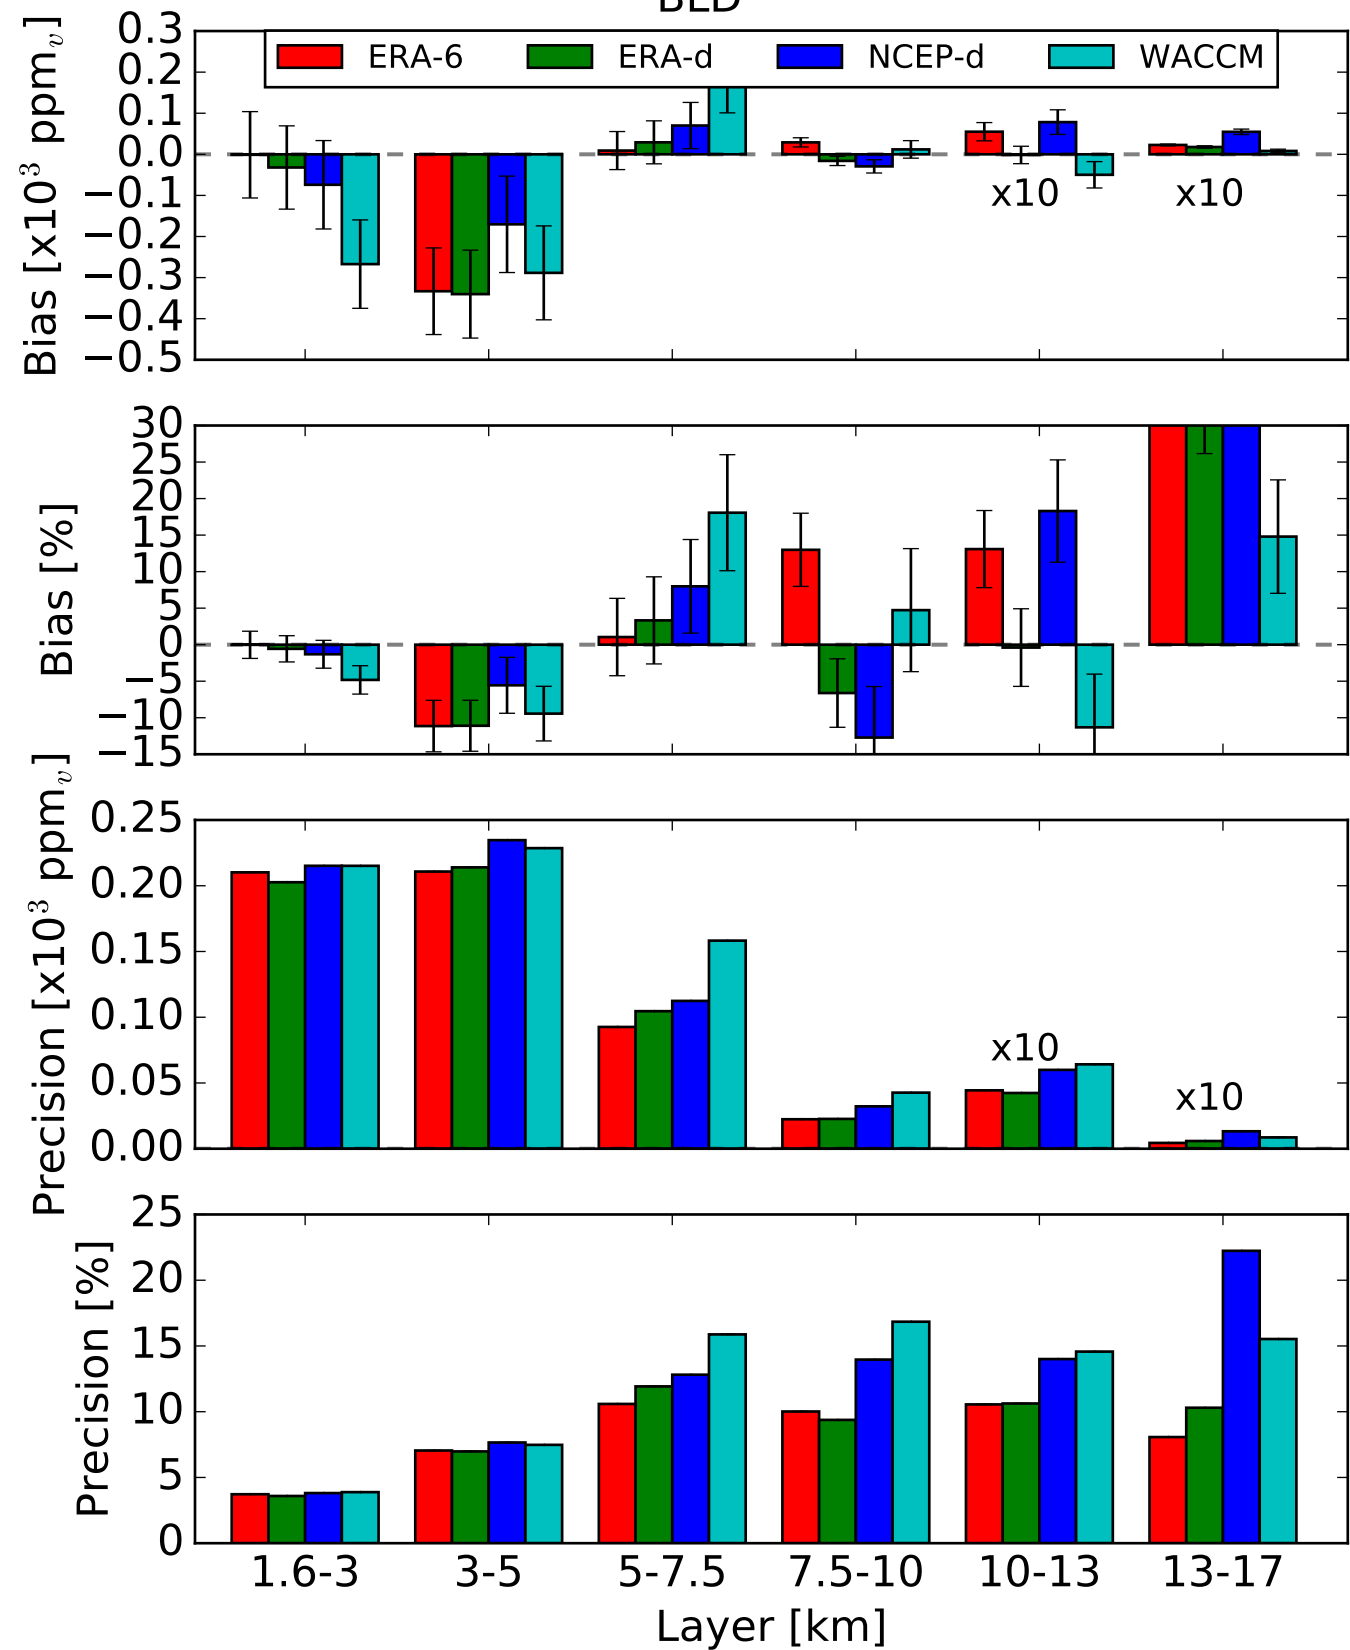 BLD
ERA-6 ERA-d NCEP-d WACCM
Bias [x10³ ppmᵥ]
0.3
0.2
0.1
0.0
−0.1
−0.2
−0.3
−0.4
−0.5
x10 x10
Bias [%]
30
25
20
15
10
5
0
−5
−10
−15
Precision [x10³ ppmᵥ]
0.25
0.20
0.15
0.10
0.05
0.00
x10
x10
Precision [%]
25
20
15
10
5
0
1.6-3 3-5 5-7.5 7.5-10 10-13 13-17
Layer [km]